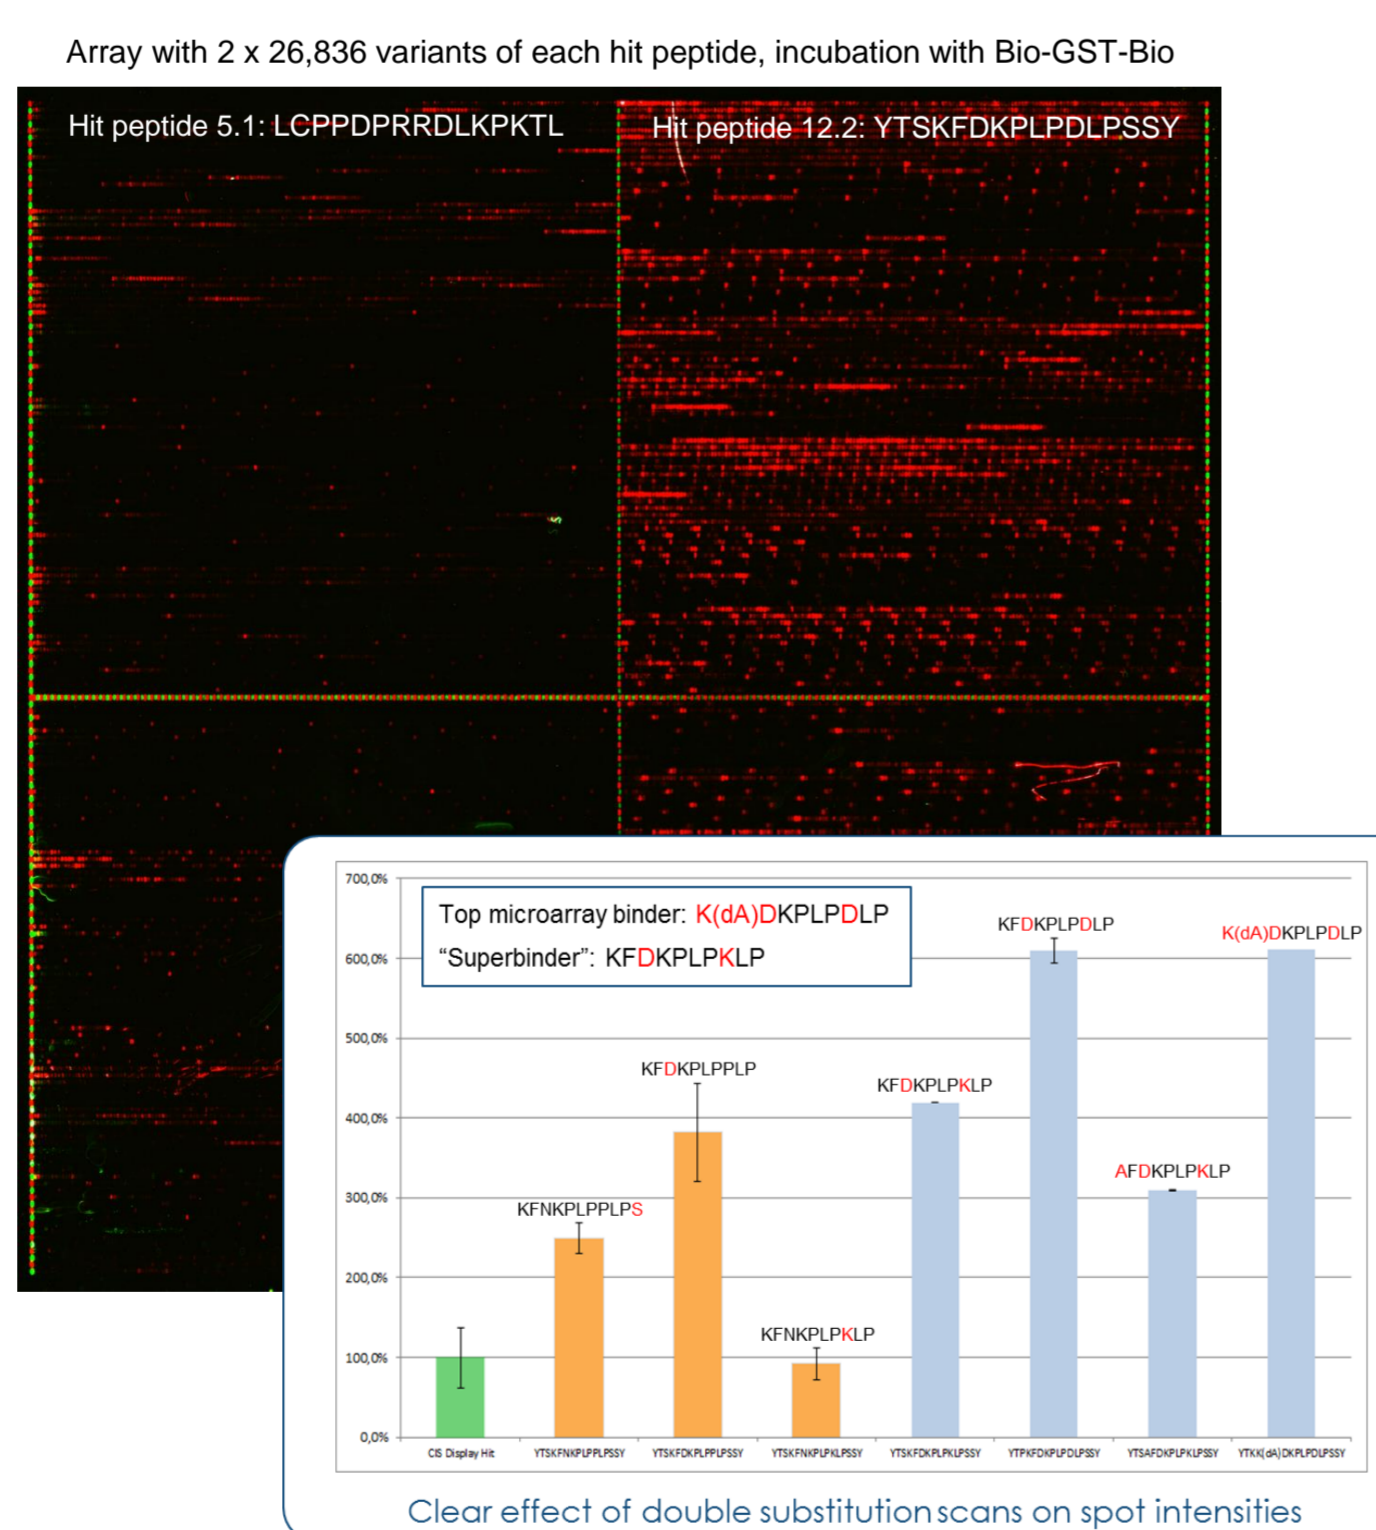 Array with 2 x 26,836 variants of each hit peptide, incubation with Bio-GST-Bio
Hit peptide 5.1: LCPPDPRRDLKPKTL
Hit peptide 12.2: YTSKFDKPLPDLPSSY
700,0%
600,0%
500,0%
400,0%
300,0%
200,0%
100,0%
0,0%
Top microarray binder: K(dA)DKPLPDLP
“Superbinder”: KFDKPLPKLP
KFNKPLPPLPS
KFDKPLPPLP
KFNKPLPKLP
KFDKPLPKLP
KFDKPLPDLP
AFDKPLPKLP
K(dA)DKPLPDLP
CIS Display Hit
YTSKFNKPLPPLPSSY
YTSKFDKPLPPLPSSY
YTSKFNKPLPKLPSSY
YTSKFDKPLPKLPSSY
YTPKFDKPLPDLPSSY
YTSAFDKPLPKLPSSY
YTKK(dA)DKPLPDLPSSY
Clear effect of double substitution scans on spot intensities